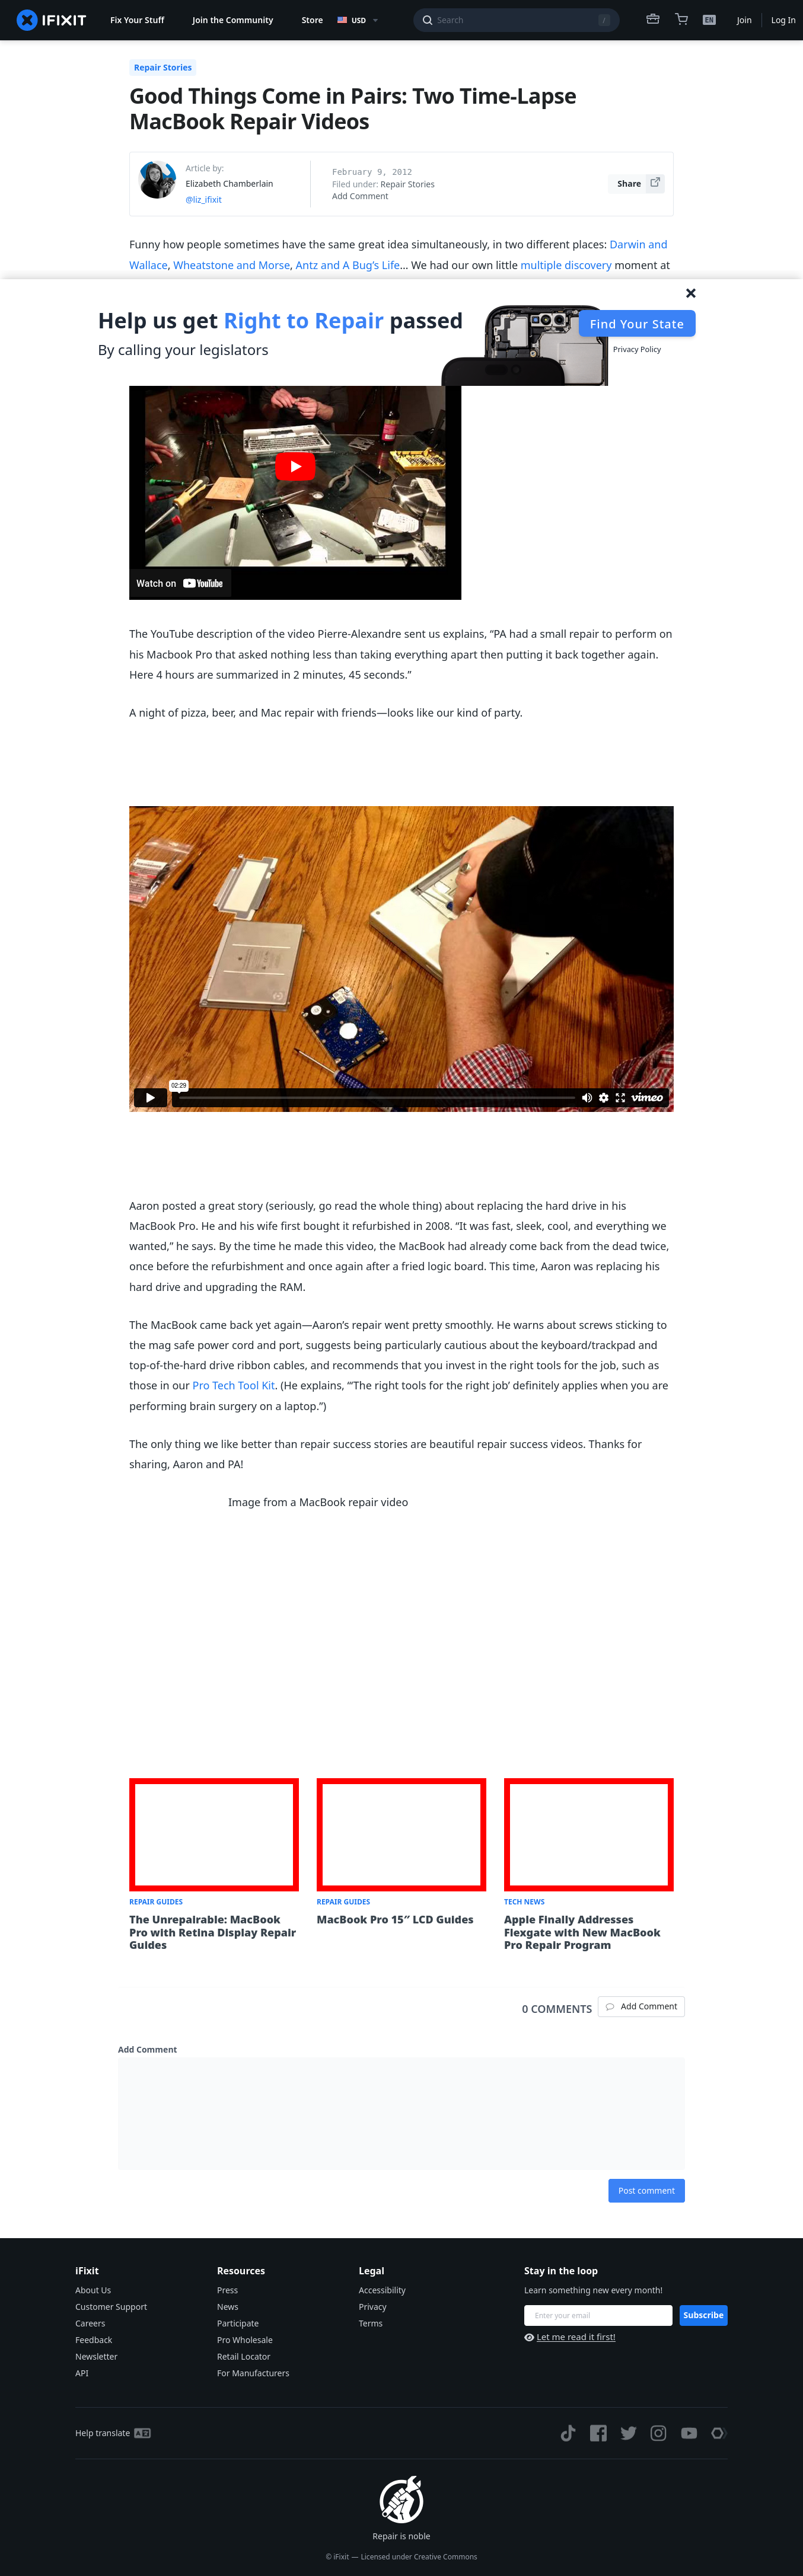 IFIXIT
Fix Your Stuff
Join the Community
Store
USD
Search
/
EN
Join
Log In
Repair Stories
Good Things Come in Pairs: Two Time-Lapse
MacBook Repair Videos
Article by:
Elizabeth Chamberlain
@liz_ifixit
February 9, 2012
Filed under: Repair Stories
Add Comment
Share
Funny how people sometimes have the same great idea simultaneously, in two different places: Darwin and
Wallace, Wheatstone and Morse, Antz and A Bug’s Life… We had our own little multiple discovery moment at
Help us get Right to Repair passed
By calling your legislators
Find Your State
Privacy Policy
Watch on YouTube
The YouTube description of the video Pierre-Alexandre sent us explains, “PA had a small repair to perform on
his Macbook Pro that asked nothing less than taking everything apart then putting it back together again.
Here 4 hours are summarized in 2 minutes, 45 seconds.”
A night of pizza, beer, and Mac repair with friends—looks like our kind of party.
02:29
vimeo
Aaron posted a great story (seriously, go read the whole thing) about replacing the hard drive in his
MacBook Pro. He and his wife first bought it refurbished in 2008. “It was fast, sleek, cool, and everything we
wanted,” he says. By the time he made this video, the MacBook had already come back from the dead twice,
once before the refurbishment and once again after a fried logic board. This time, Aaron was replacing his
hard drive and upgrading the RAM.
The MacBook came back yet again—Aaron’s repair went pretty smoothly. He warns about screws sticking to
the mag safe power cord and port, suggests being particularly cautious about the keyboard/trackpad and
top-of-the-hard drive ribbon cables, and recommends that you invest in the right tools for the job, such as
those in our Pro Tech Tool Kit. (He explains, “‘The right tools for the right job’ definitely applies when you are
performing brain surgery on a laptop.”)
The only thing we like better than repair success stories are beautiful repair success videos. Thanks for
sharing, Aaron and PA!
Image from a MacBook repair video
REPAIR GUIDES
The Unrepairable: MacBook
Pro with Retina Display Repair
Guides
REPAIR GUIDES
MacBook Pro 15″ LCD Guides
TECH NEWS
Apple Finally Addresses
Flexgate with New MacBook
Pro Repair Program
0 COMMENTS
Add Comment
Add Comment
Post comment
iFixit
About Us
Customer Support
Careers
Feedback
Newsletter
API
Resources
Press
News
Participate
Pro Wholesale
Retail Locator
For Manufacturers
Legal
Accessibility
Privacy
Terms
Stay in the loop
Learn something new every month!
Enter your email
Subscribe
Let me read it first!
Help translate
Repair is noble
© iFixit — Licensed under Creative Commons